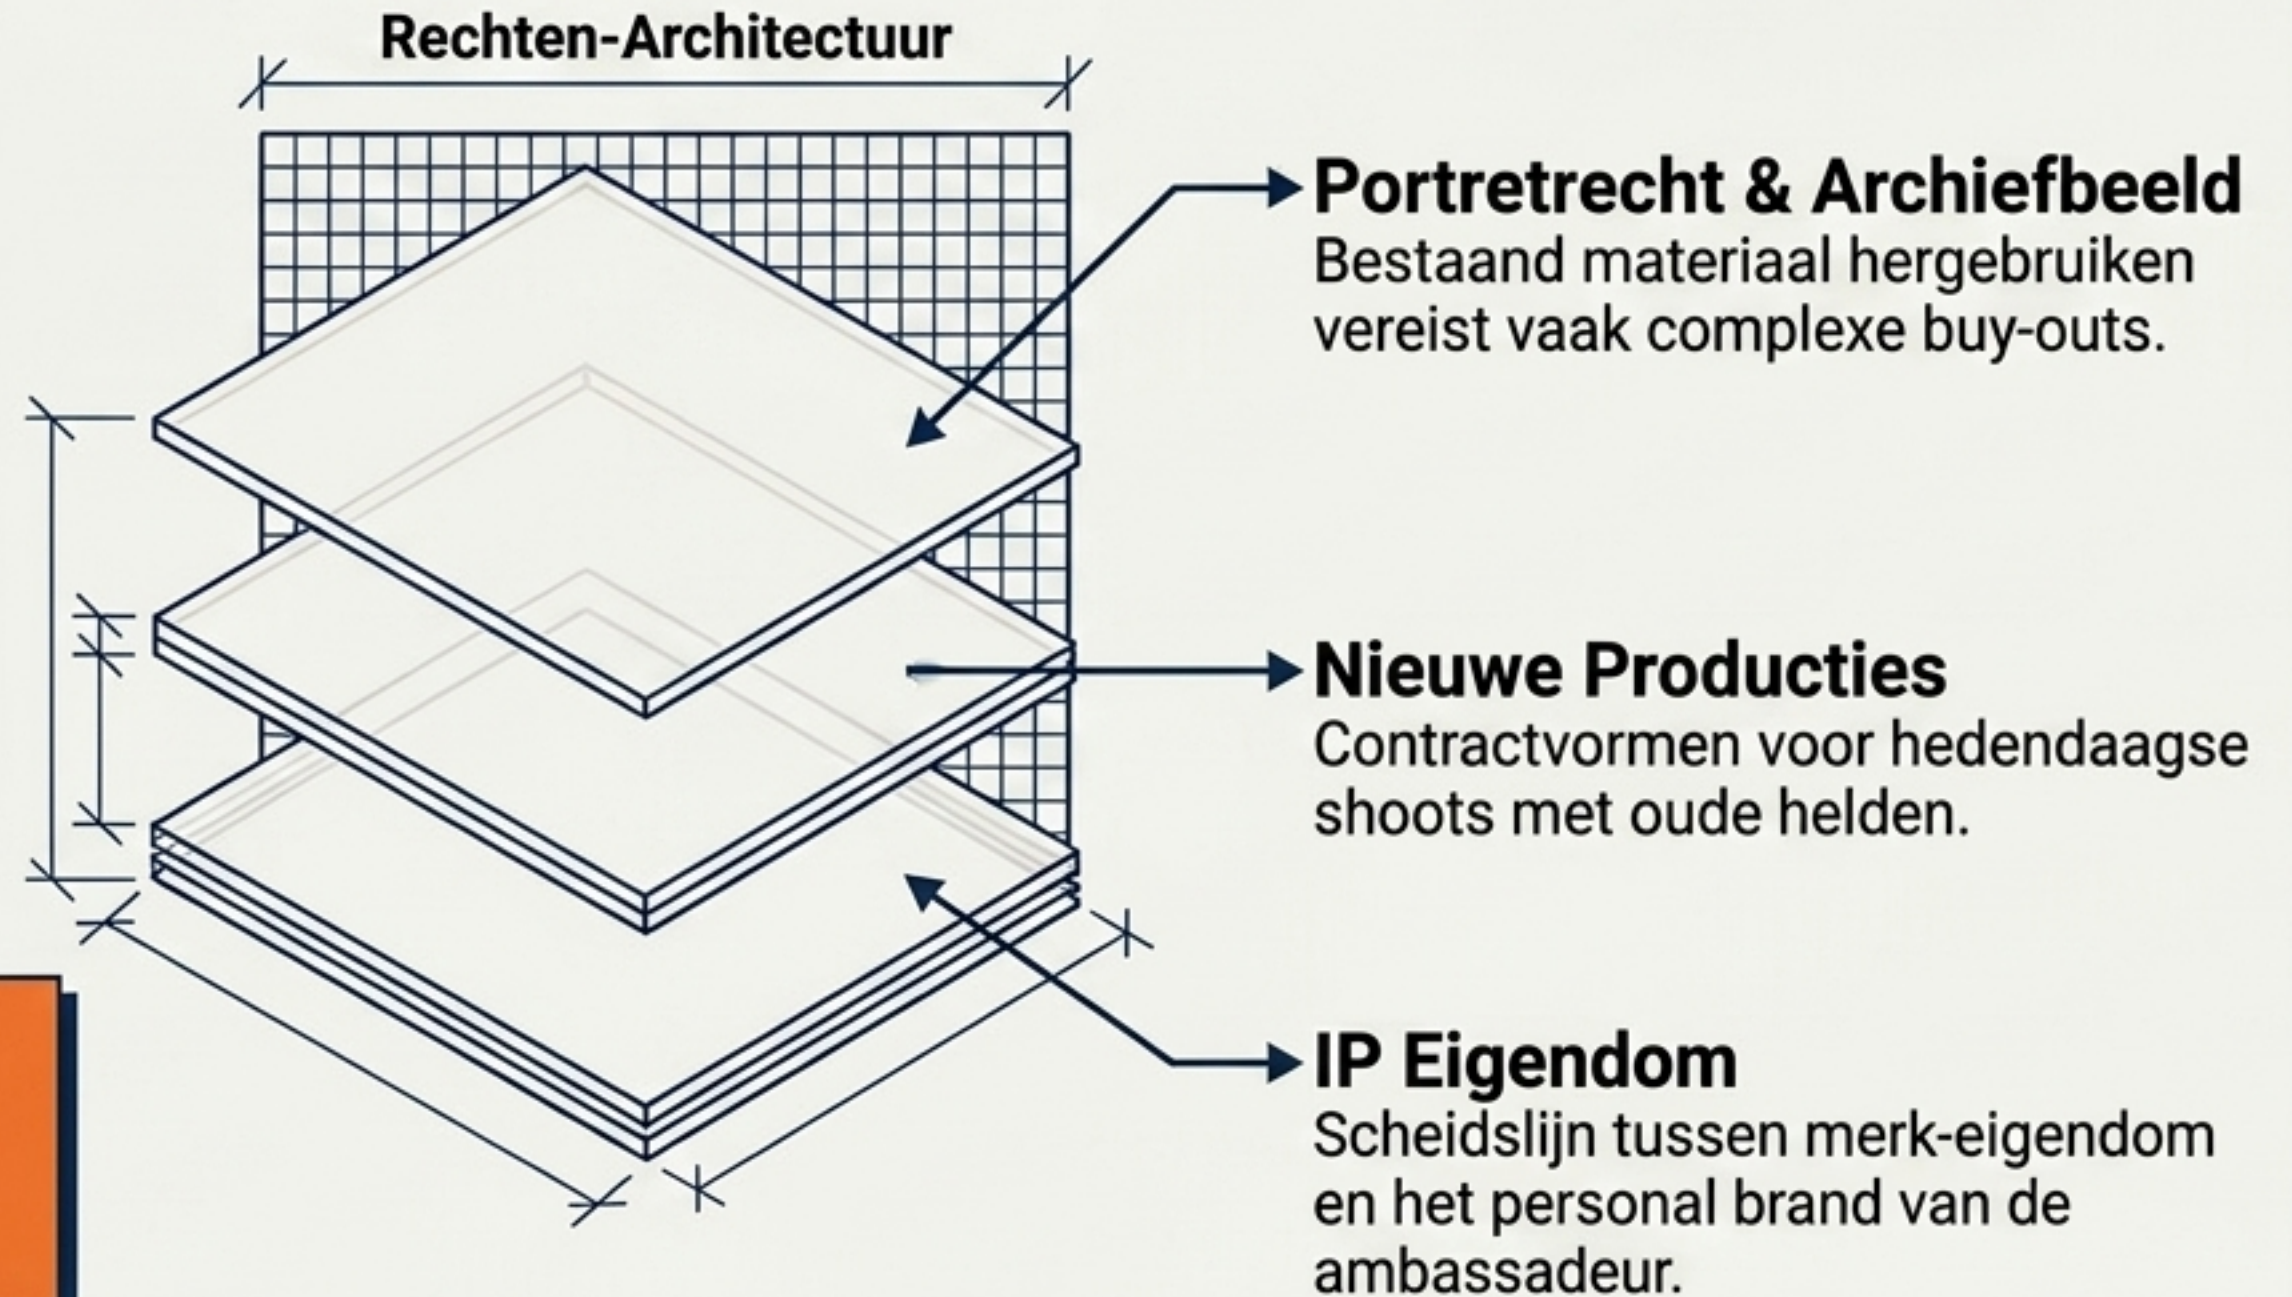 Rechten-Architectuur
Portretrecht & Archiefbeeld
Bestaand materiaal hergebruiken
vereist vaak complexe buy-outs.
Nieuwe Producties
Contractvormen voor hedendaagse
shoots met oude helden.
IP Eigendom
Scheidslijn tussen merk-eigendom
en het personal brand van de
ambassadeur.